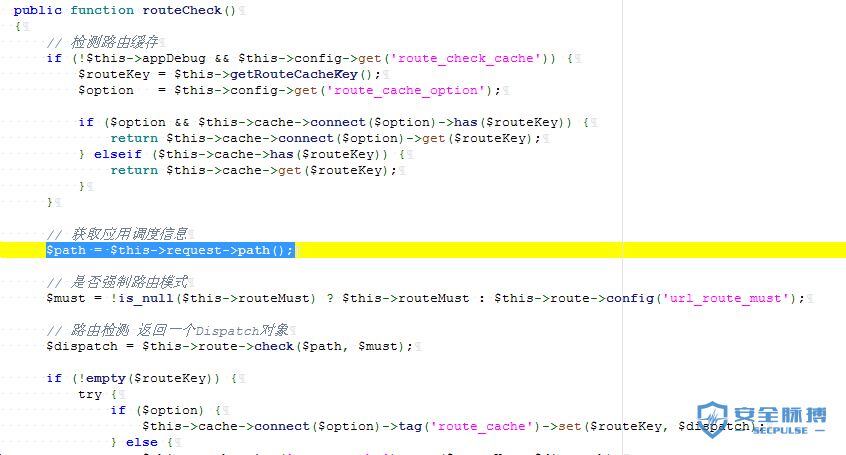 public function routeCheck()
{
// 检测路由缓存
if (!$this->appDebug && $this->config->get('route_check_cache')) {
$routeKey = $this->getRouteCacheKey();
$option   = $this->config->get('route_cache_option');
if ($option && $this->cache->connect($option)->has($routeKey)) {
return $this->cache->connect($option)->get($routeKey);
} elseif ($this->cache->has($routeKey)) {
return $this->cache->get($routeKey);
}
}
// 获取应用调度信息
$path = $this->request->path();
// 是否强制路由模式
$must = !is_null($this->routeMust) ? $this->routeMust : $this->route->config('url_route_must');
// 路由检测 返回一个Dispatch对象
$dispatch = $this->route->check($path, $must);
if (!empty($routeKey)) {
try {
if ($option) {
$this->cache->connect($option)->tag('route_cache')->set($routeKey, $dispatch);
} else {
安全脉搏
SECPULSE